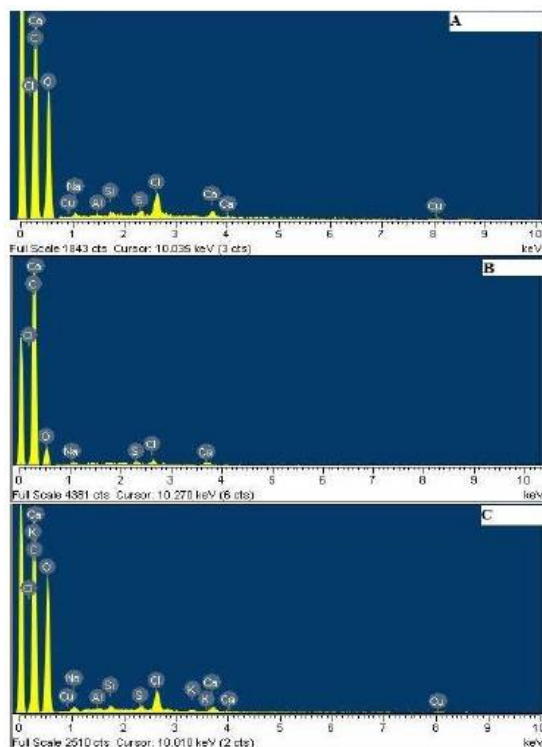 A
Ca
C
Cl O
Na Si Cl Ca
Cu Al S Ca Cu
0 1 2 3 4 5 6 7 8 9 10
Full Scale 1843 cts Cursor: 10.035 keV (3 cts) keV
B
Ca
C
Cl
O
Na S Cl Ca
0 1 2 3 4 5 6 7 8 9 10
Full Scale 4381 cts Cursor: 10.270 keV (6 cts) keV
C
Ca
K
C O
Cl
Na Si Cl K Ca
Cu Al S K Ca Cu
0 1 2 3 4 5 6 7 8 9 10
Full Scale 2510 cts Cursor: 10.010 keV (2 cts) keV